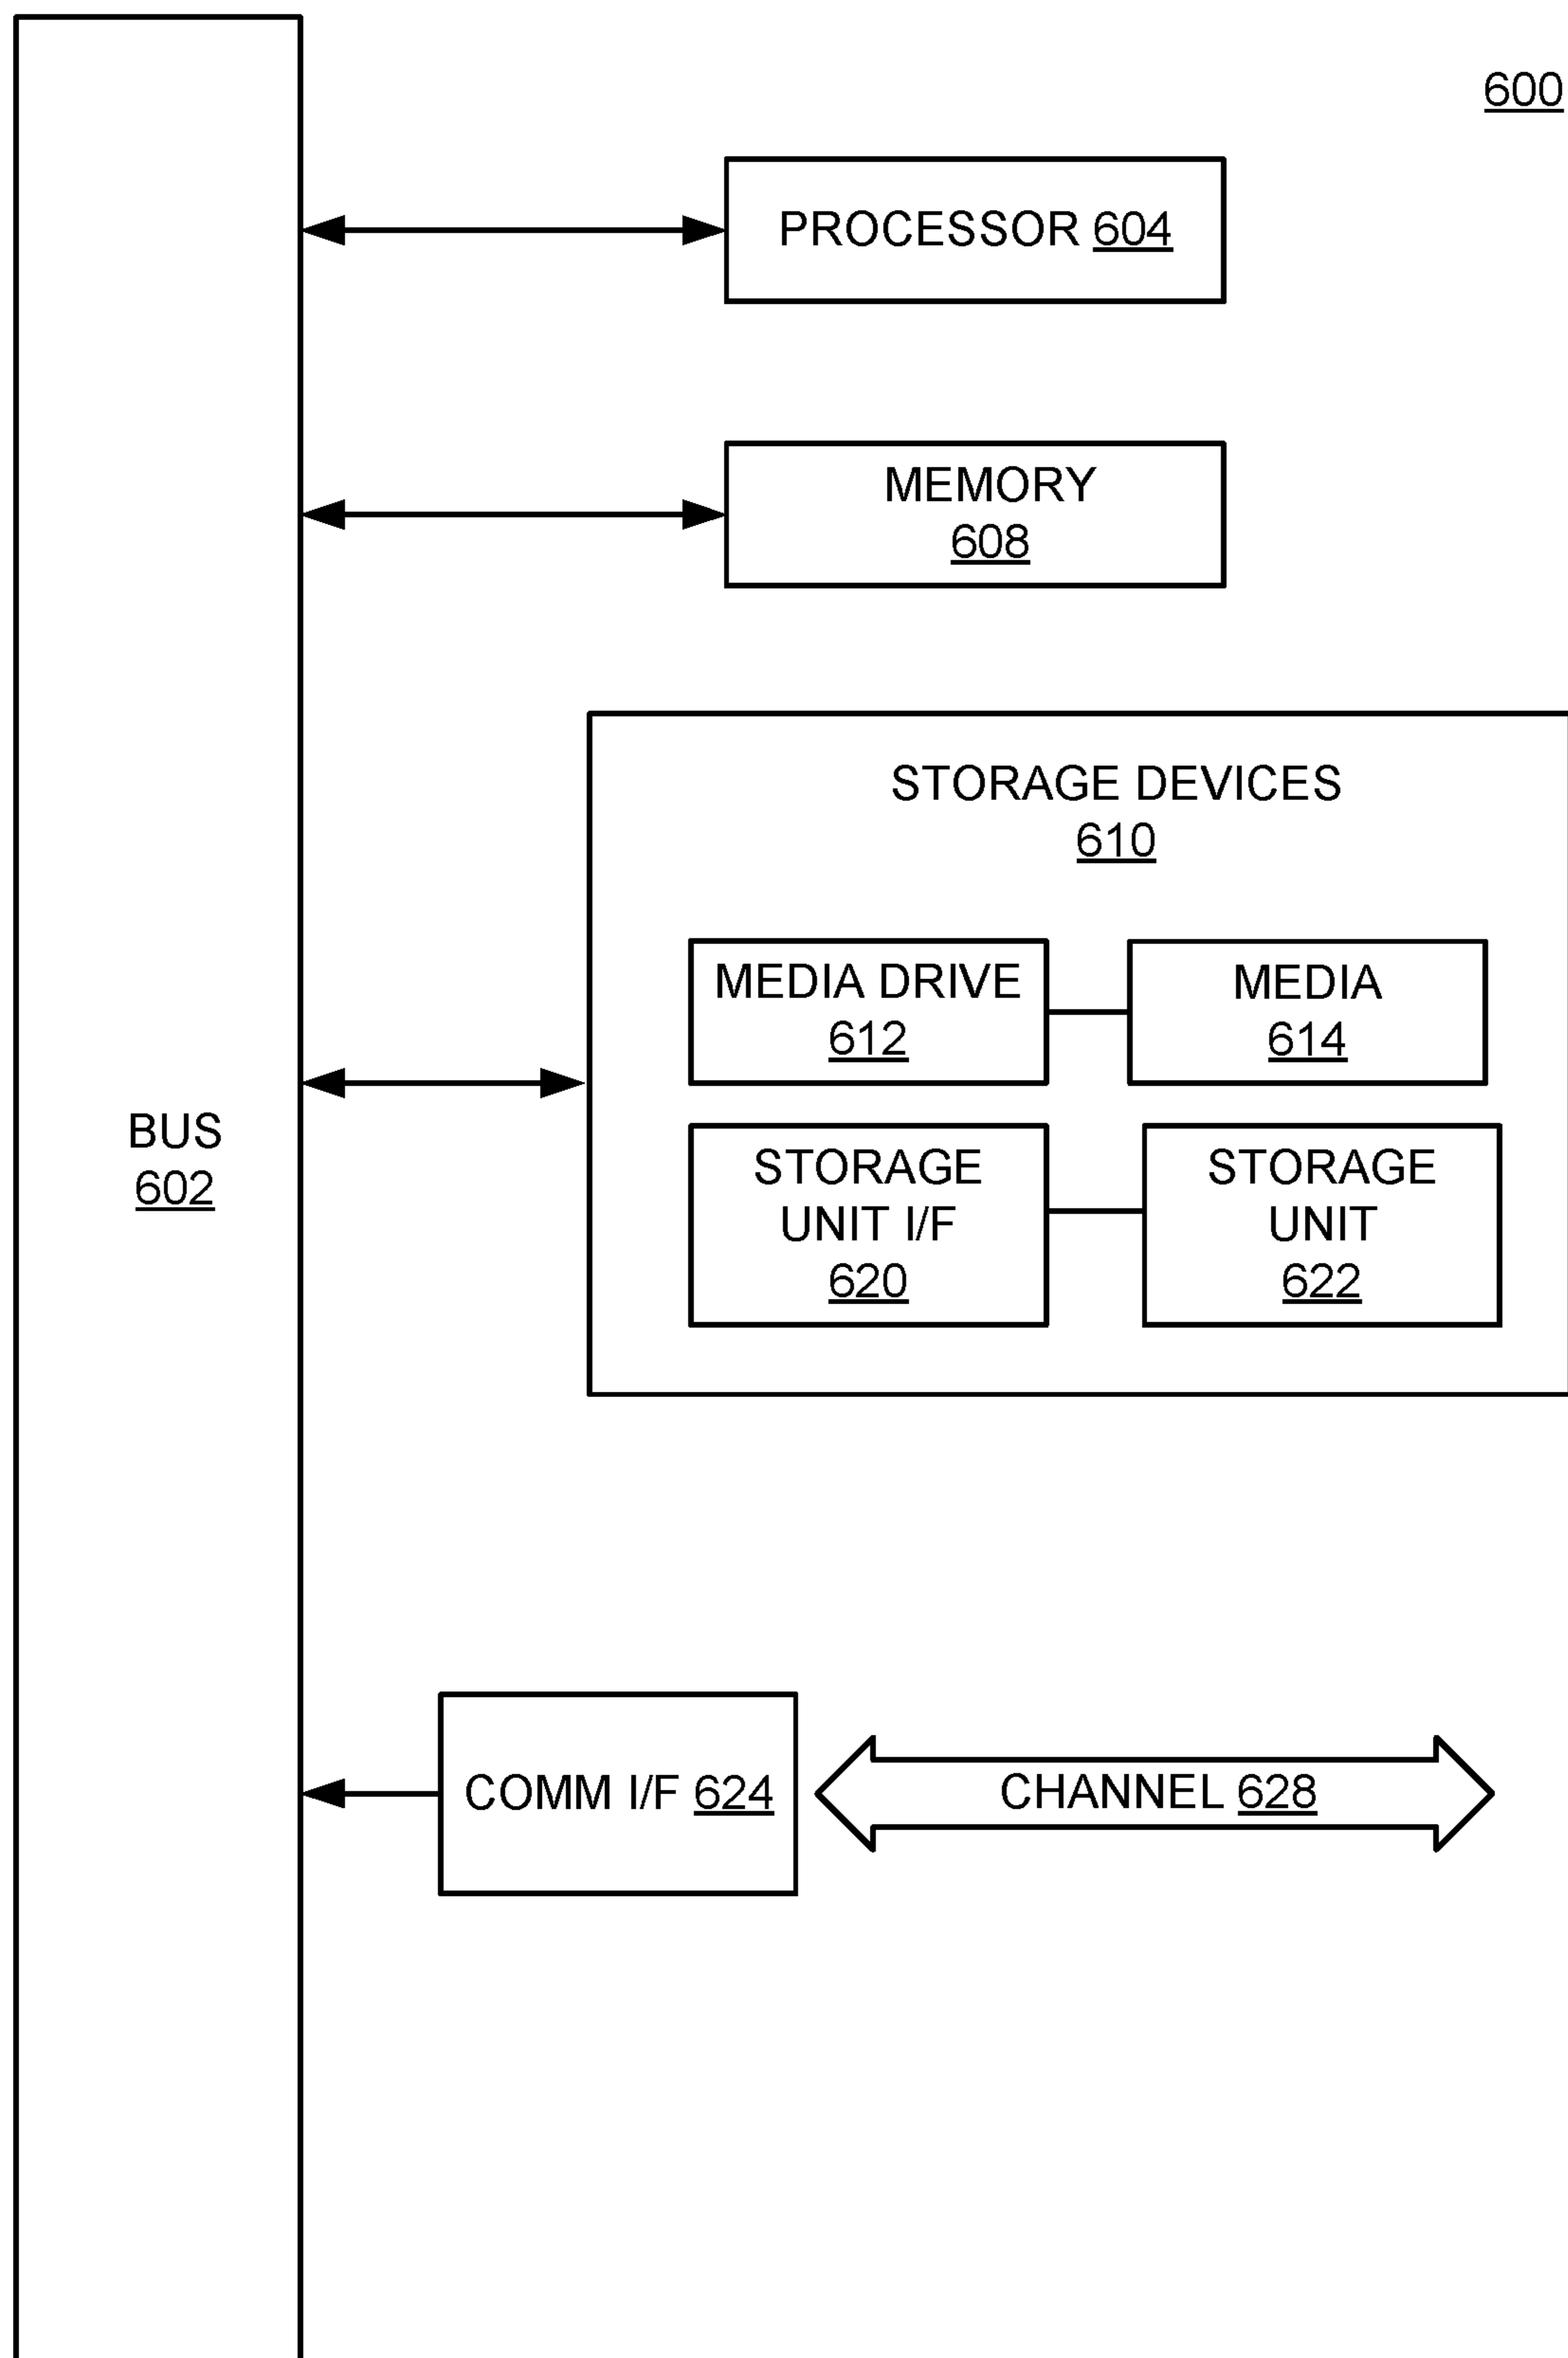 600
PROCESSOR 604
MEMORY
608
STORAGE DEVICES
610
MEDIA DRIVE
612
MEDIA
614
BUS
602
STORAGE
UNIT I/F
620
STORAGE
UNIT
622
COMM I/F 624
CHANNEL 628